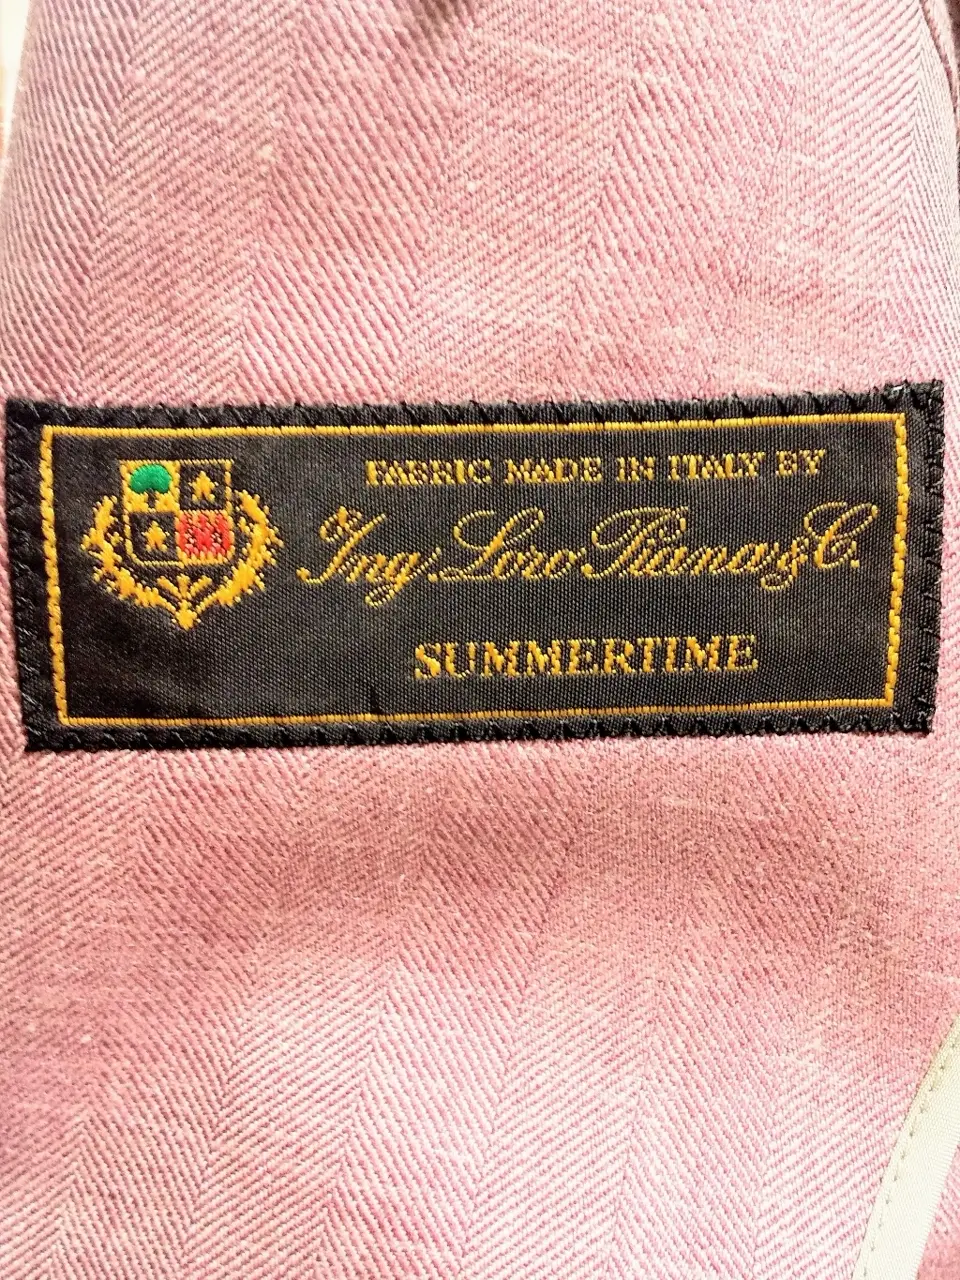 FABRIC MADE IN ITALY BY
Ing. Loro Piana & C.
SUMMERTIME